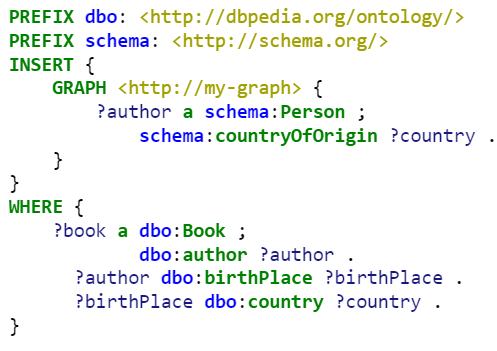 PREFIX dbo: <http://dbpedia.org/ontology/>
PREFIX schema: <http://schema.org/>
INSERT {
    GRAPH <http://my-graph> {
        ?author a schema:Person ;
            schema:countryOfOrigin ?country .
    }
}
WHERE {
    ?book a dbo:Book ;
            dbo:author ?author .
      ?author dbo:birthPlace ?birthPlace .
      ?birthPlace dbo:country ?country .
}